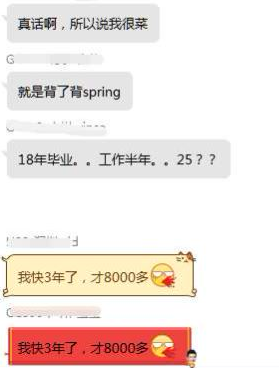 真话啊，所以说我很菜
就是背了背spring
18年毕业。。工作半年。。25？？
我快3年了，才8000多
我快3年了，才8000多